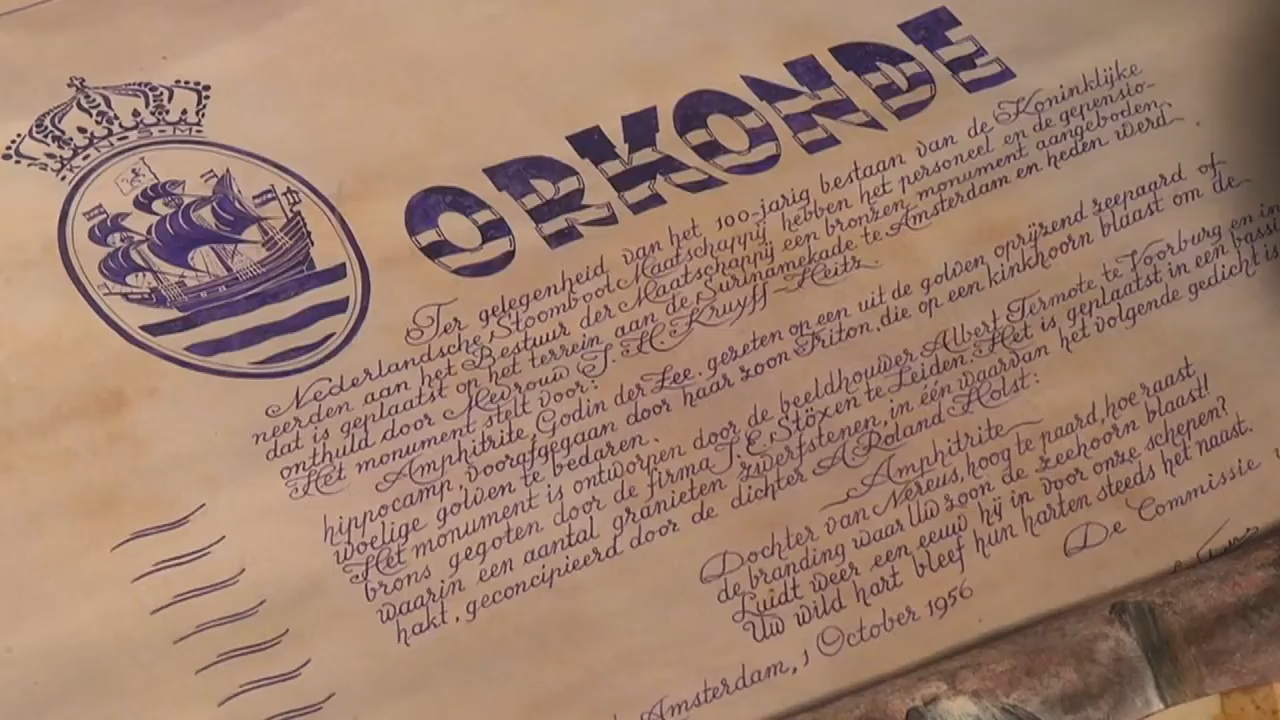 K·N·S·M·
ORKONDE
Ter gelegenheid van het 100-jarig bestaan van de Koninklijke
Nederlandsche Stoomboot Maatschappij hebben het personeel en de gepensio-
neerden aan het Bestuur der Maatschappij een bronzen monument aangeboden,
dat is geplaatst op het terrein aan de Surinamekade te Amsterdam en heden werd
onthuld door Mevrouw J. H. Kruyff-Heitz.
Het monument stelt voor:
Amphitrite, Godin der Zee, gezeten op een uit de golven oprijzend zeepaard of
hippocamp, voorafgegaan door haar zoon Triton, die op een kinkhoorn blaast om de
woelige golven te bedaren.
Het monument is ontworpen door de beeldhouwer Albert Termote te Voorburg en in
brons gegoten door de firma J. E. Stöxen te Leiden. Het is geplaatst in een
waarin een aantal granieten zwerfstenen, in één waarvan het volgende gedicht is
hakt, geconcipieerd door de dichter A. Roland Holst:
Amphitrite
Dochter van Nereus, hoog te paard, hoe raast
de branding waar Uw zoon de zeehoorn blaast!
Luidt weer een eeuw hij in voor onze schepen?
Uw wild hart bleef hun harten steeds het naast.
De Commissie
Amsterdam, 1 October 1956